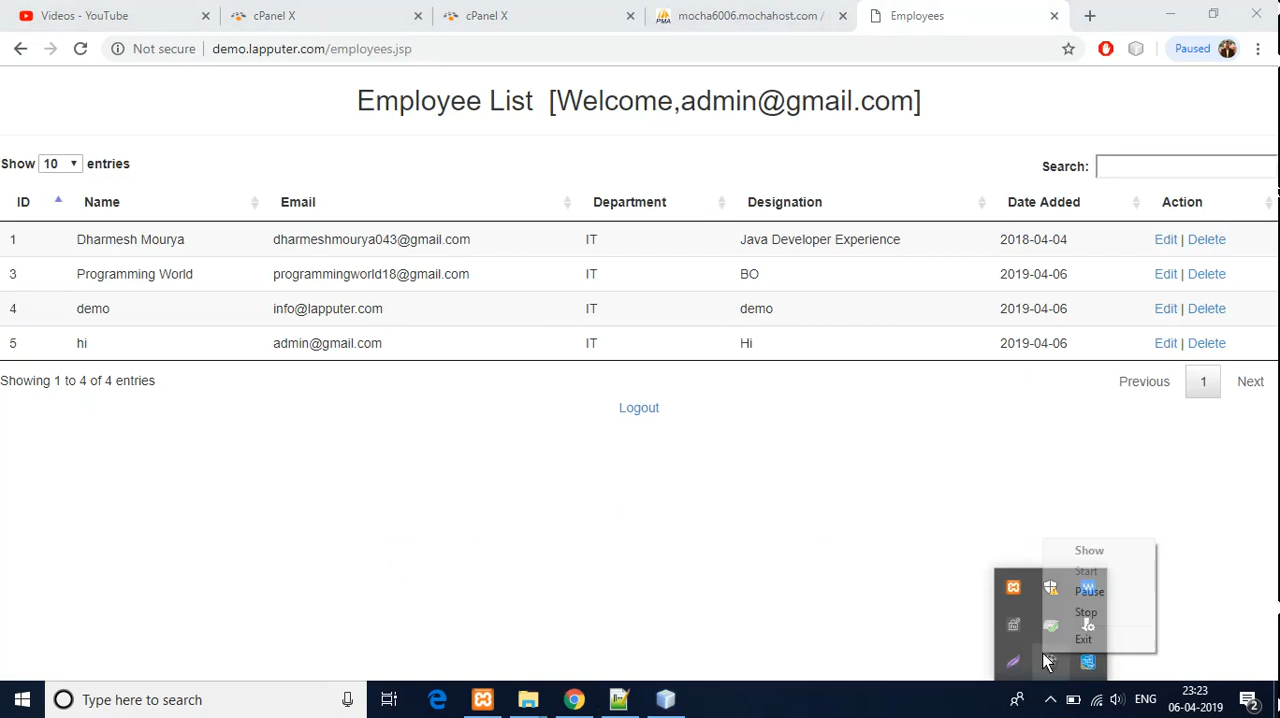 Videos - YouTube
cPanel X
cPanel X
mocha6006.mochahost.com /
Employees
Not secure
demo.lapputer.com/employees.jsp
Paused
Employee List [Welcome,admin@gmail.com]
Show 10 entries
Search:
ID Name Email Department Designation Date Added Action
1 Dharmesh Mourya dharmeshmourya043@gmail.com IT Java Developer Experience 2018-04-04 Edit | Delete
3 Programming World programmingworld18@gmail.com IT BO 2019-04-06 Edit | Delete
4 demo info@lapputer.com IT demo 2019-04-06 Edit | Delete
5 hi admin@gmail.com IT Hi 2019-04-06 Edit | Delete
Showing 1 to 4 of 4 entries
Previous 1 Next
Logout
Show
Start
Pause
Stop
Exit
Type here to search
ENG
23:23
06-04-2019
2